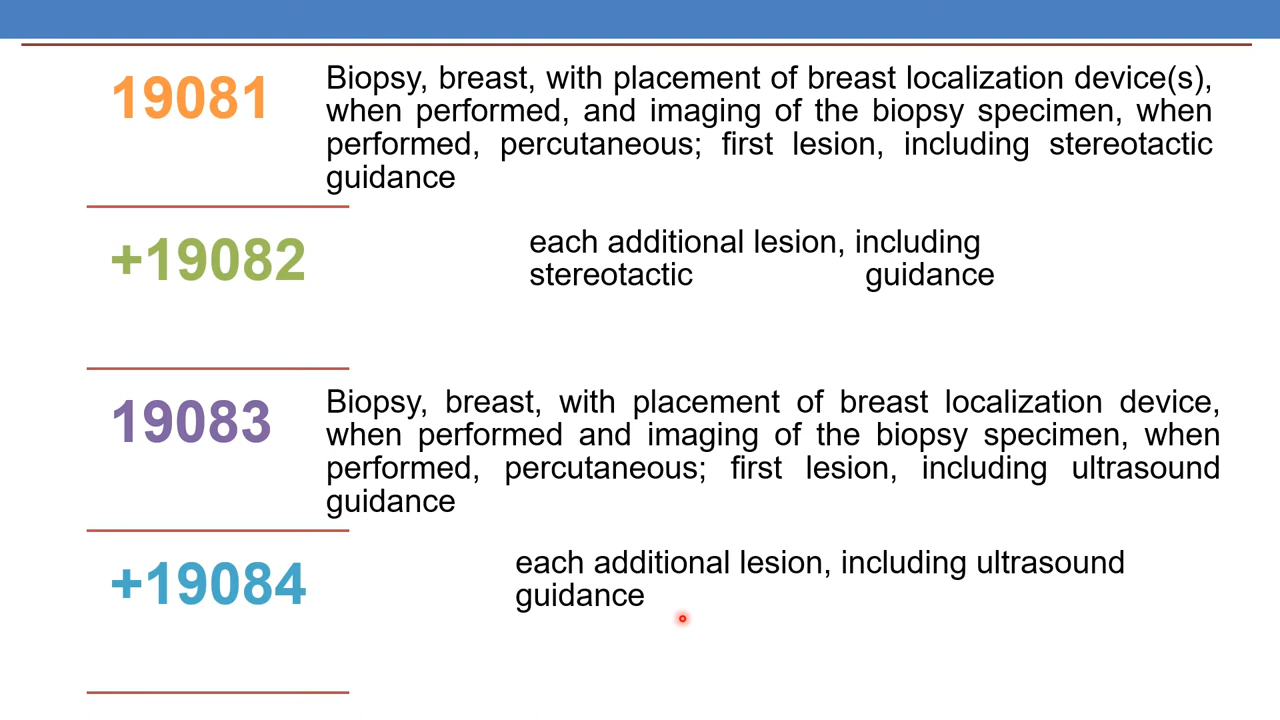 19081
Biopsy, breast, with placement of breast localization device(s),
when performed, and imaging of the biopsy specimen, when
performed, percutaneous; first lesion, including stereotactic
guidance
+19082
each additional lesion, including
stereotactic guidance
19083
Biopsy, breast, with placement of breast localization device,
when performed and imaging of the biopsy specimen, when
performed, percutaneous; first lesion, including ultrasound
guidance
+19084
each additional lesion, including ultrasound
guidance